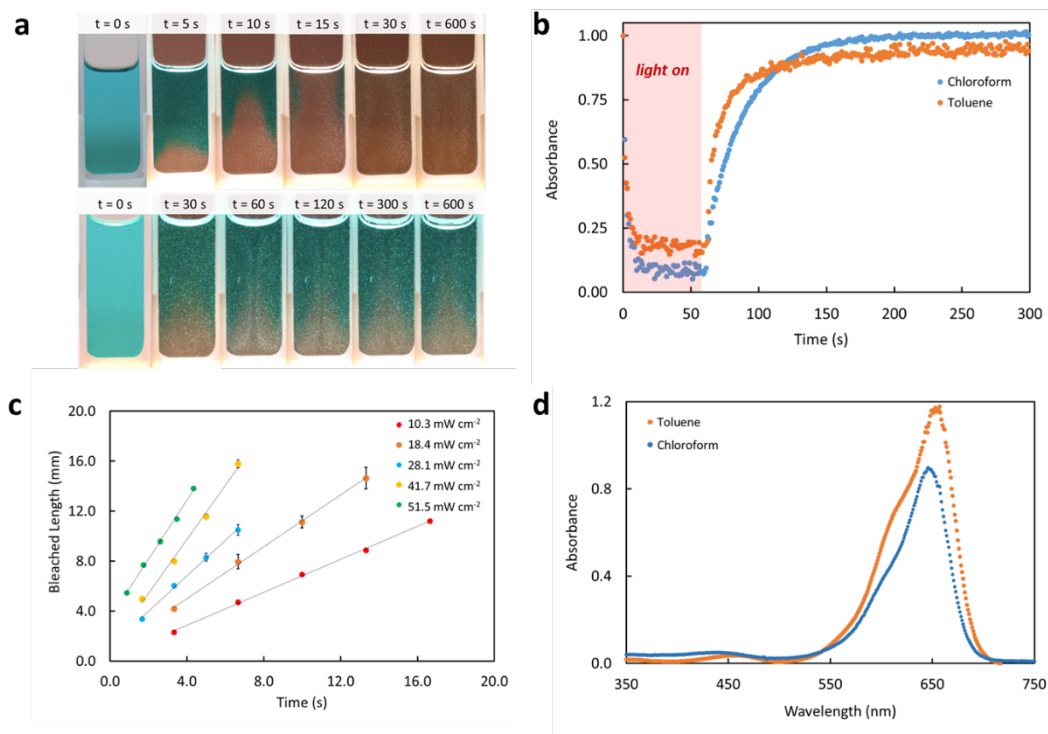 a
t = 0 s t = 5 s t = 10 s t = 15 s t = 30 s t = 600 s
t = 0 s t = 30 s t = 60 s t = 120 s t = 300 s t = 600 s
b
Absorbance
1.00
0.75
0.50
0.25
0.00
light on
Chloroform
Toluene
0 50 100 150 200 250 300
Time (s)
c
Bleached Length (mm)
20.0
16.0
12.0
8.0
4.0
0.0
10.3 mW cm⁻²
18.4 mW cm⁻²
28.1 mW cm⁻²
41.7 mW cm⁻²
51.5 mW cm⁻²
0.0 4.0 8.0 12.0 16.0 20.0
Time (s)
d
Absorbance
1.2
0.8
0.4
0.0
Toluene
Chloroform
350 450 550 650 750
Wavelength (nm)